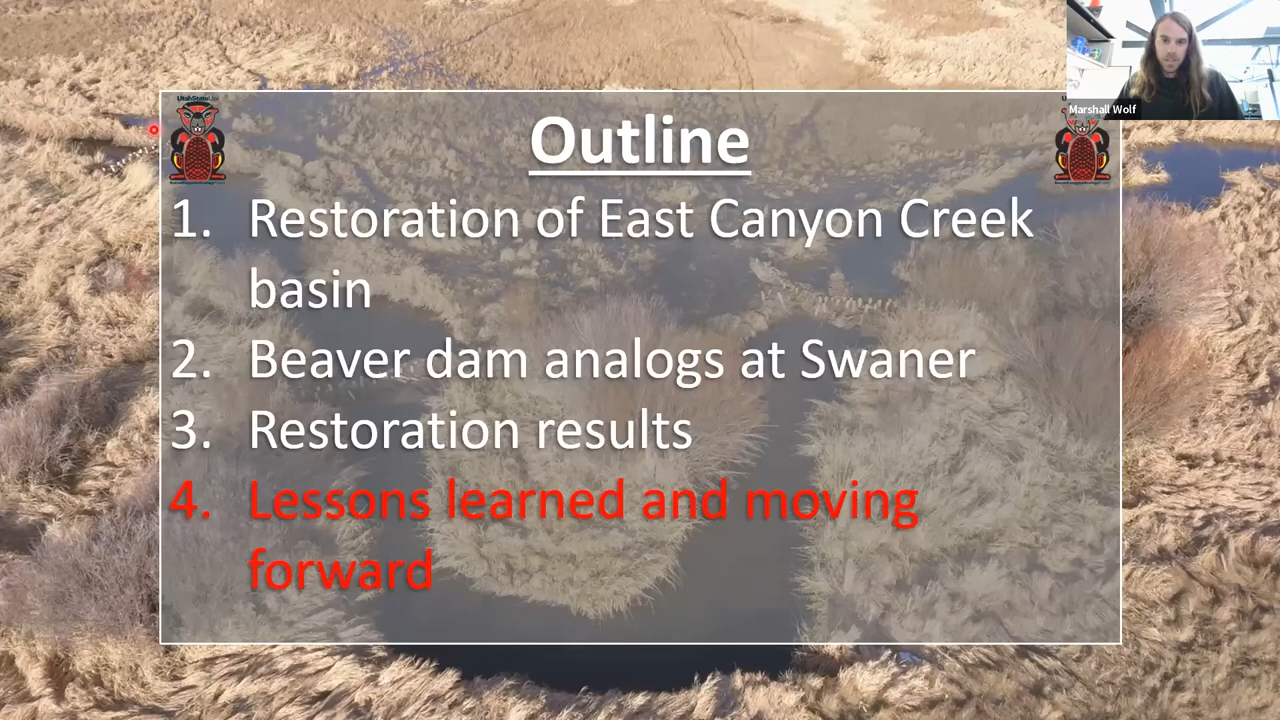 Marshall Wolf
UtahStateUni
Outline
1. Restoration of East Canyon Creek
basin
2. Beaver dam analogs at Swaner
3. Restoration results
4. Lessons learned and moving
forward